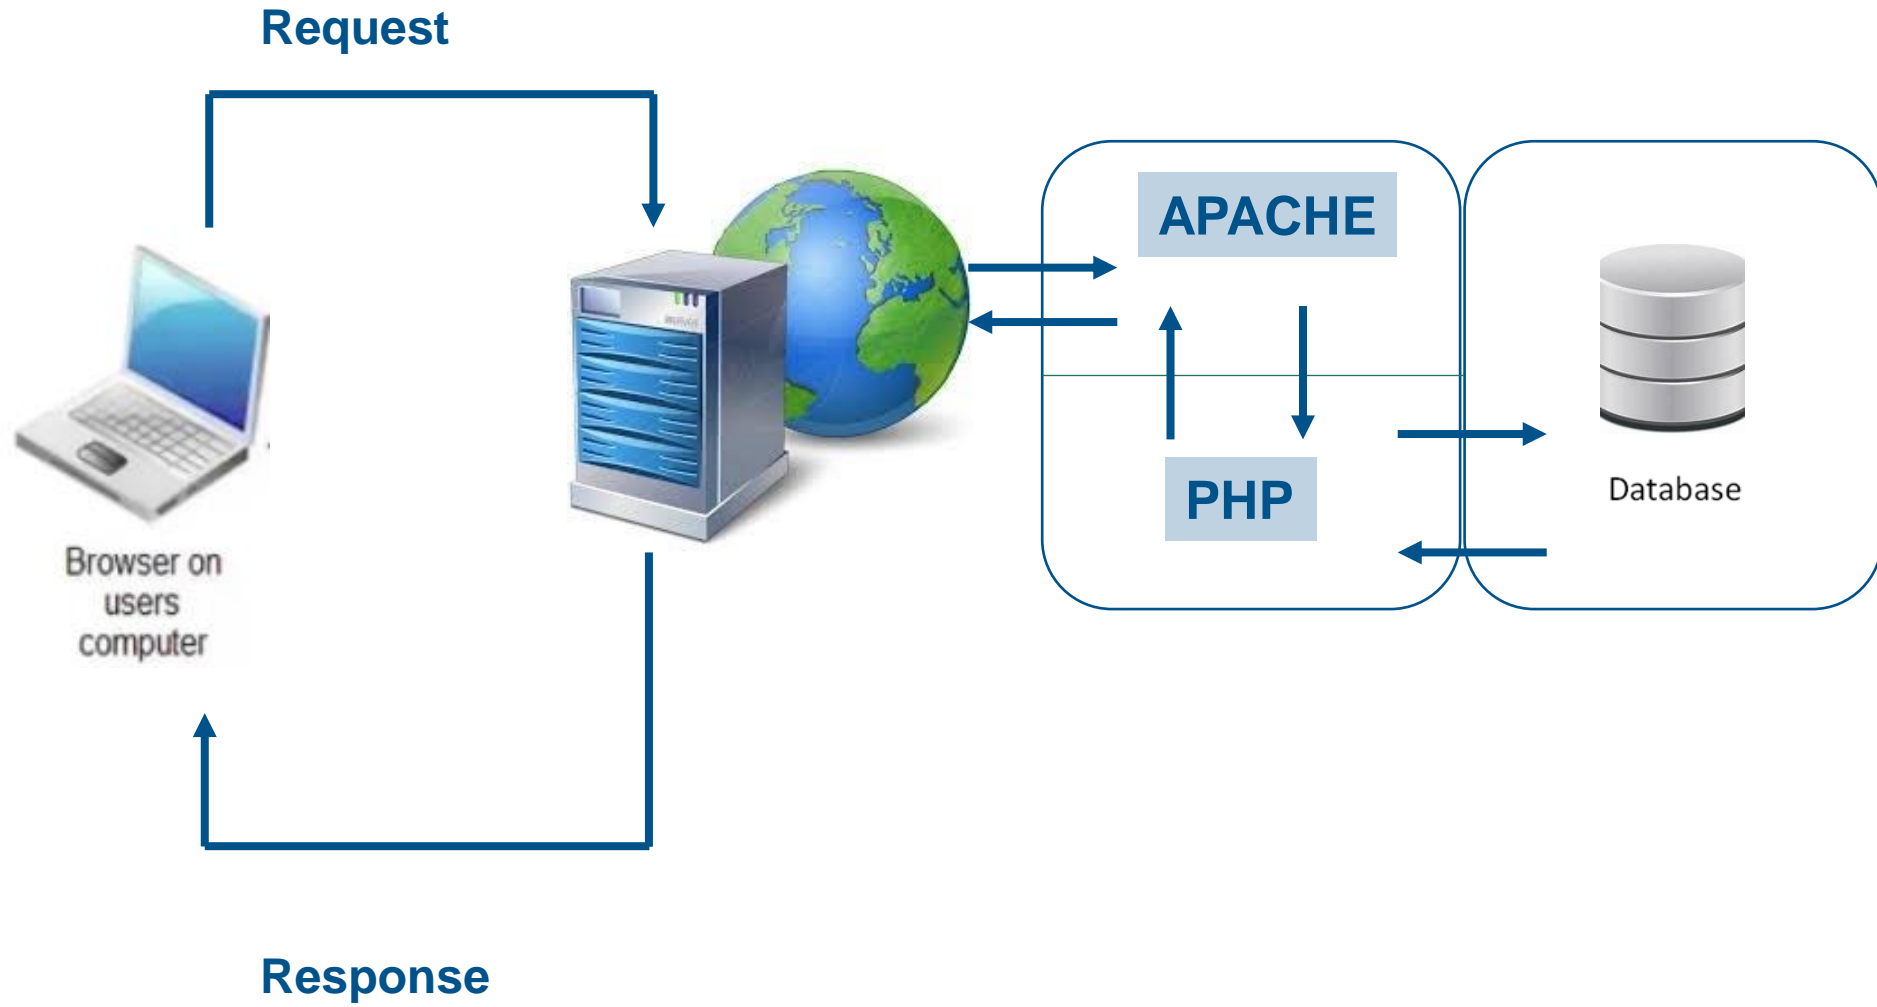 Request
APACHE
PHP
Database
Browser on
users
computer
Response